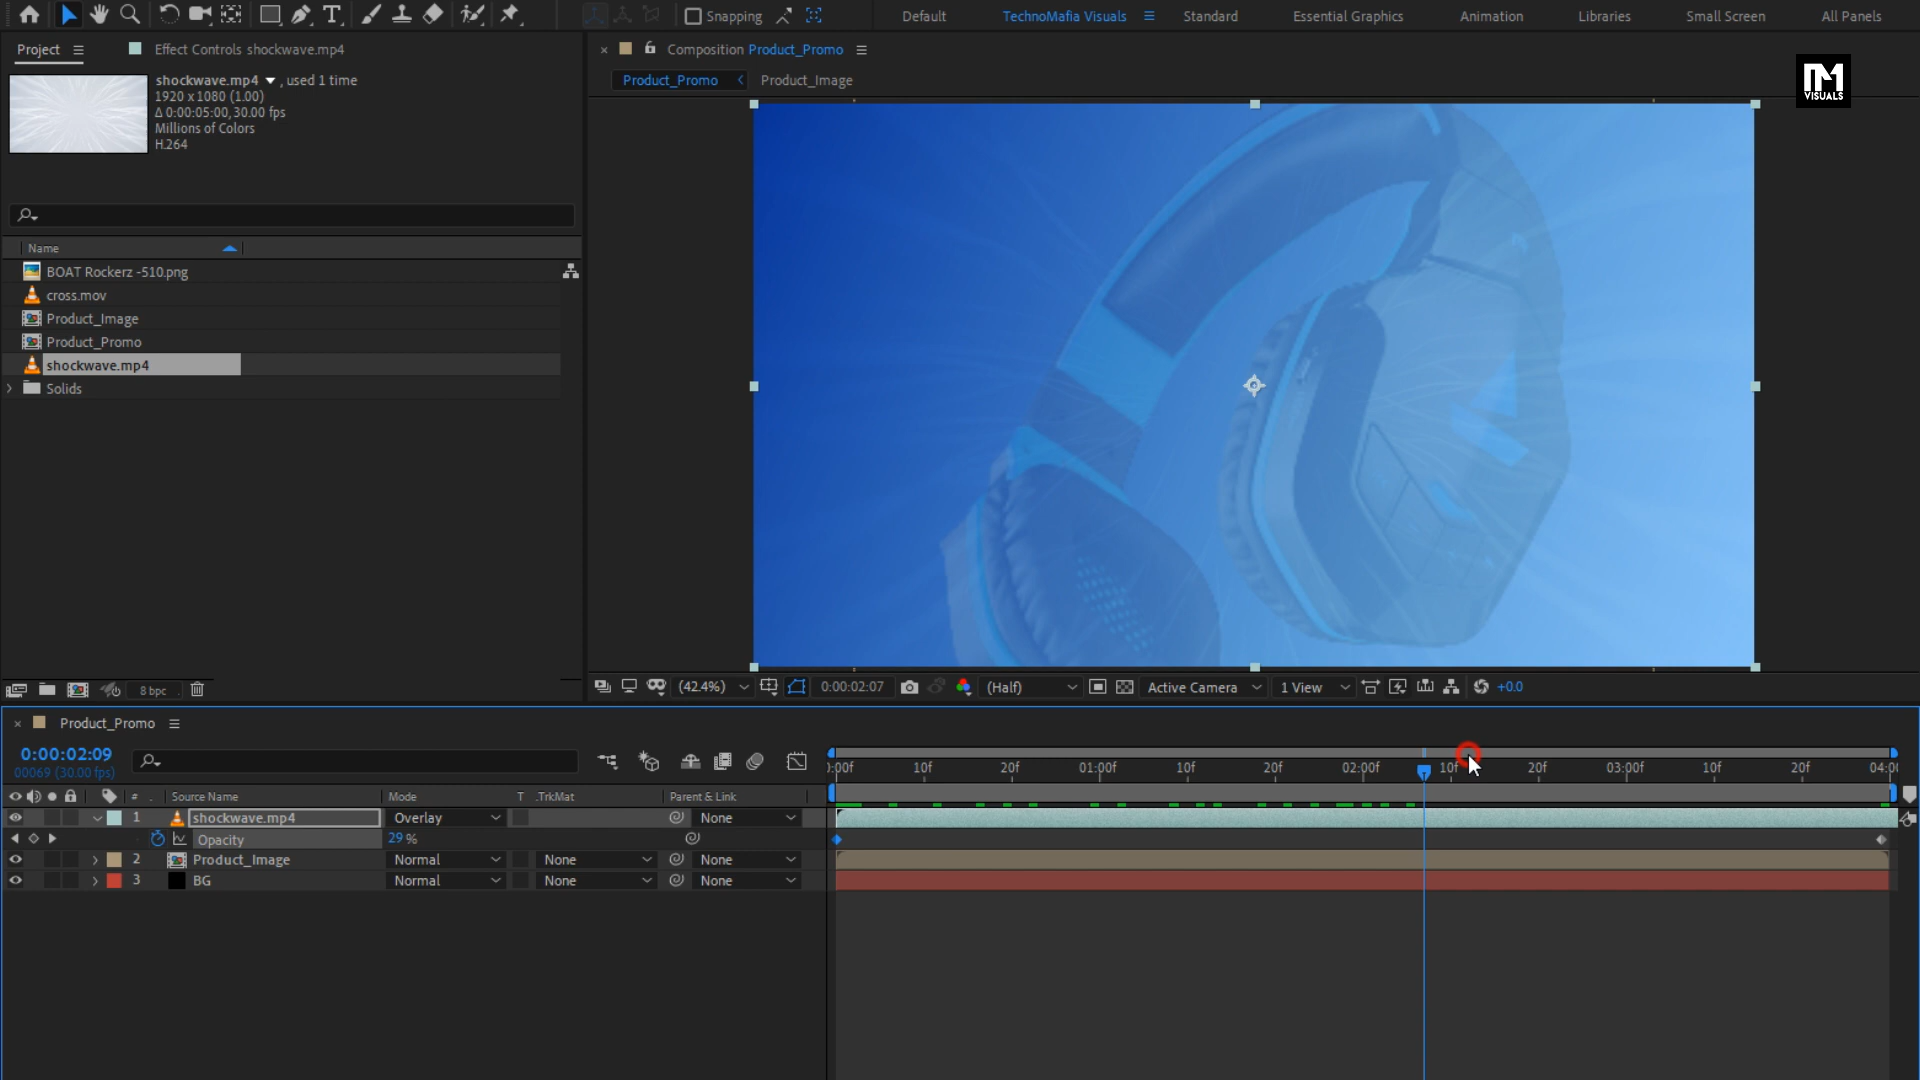 Snapping
Default
TechnoMafia Visuals
Standard
Essential Graphics
Animation
Libraries
Small Screen
All Panels
Project
Effect Controls shockwave.mp4
Composition Product_Promo
VISUALS
shockwave.mp4 , used 1 time
1920 x 1080 (1.00)
Δ 0:00:05:00, 30.00 fps
Millions of Colors
H.264
Product_Promo
Product_Image
Name
BOAT Rockerz -510.png
cross.mov
Product_Image
Product_Promo
shockwave.mp4
Solids
8 bpc
(42.4%)
0:00:02:07
(Half)
Active Camera
1 View
+0.0
Product_Promo
0:00:02:09
00069 (30.00 fps)
:00f 10f 20f 01:00f 10f 20f 02:00f 10f 20f 03:00f 10f 20f 04:00
# Source Name Mode T .TrkMat Parent & Link
1 shockwave.mp4 Overlay None
Opacity 29 %
2 Product_Image Normal None None
3 BG Normal None None